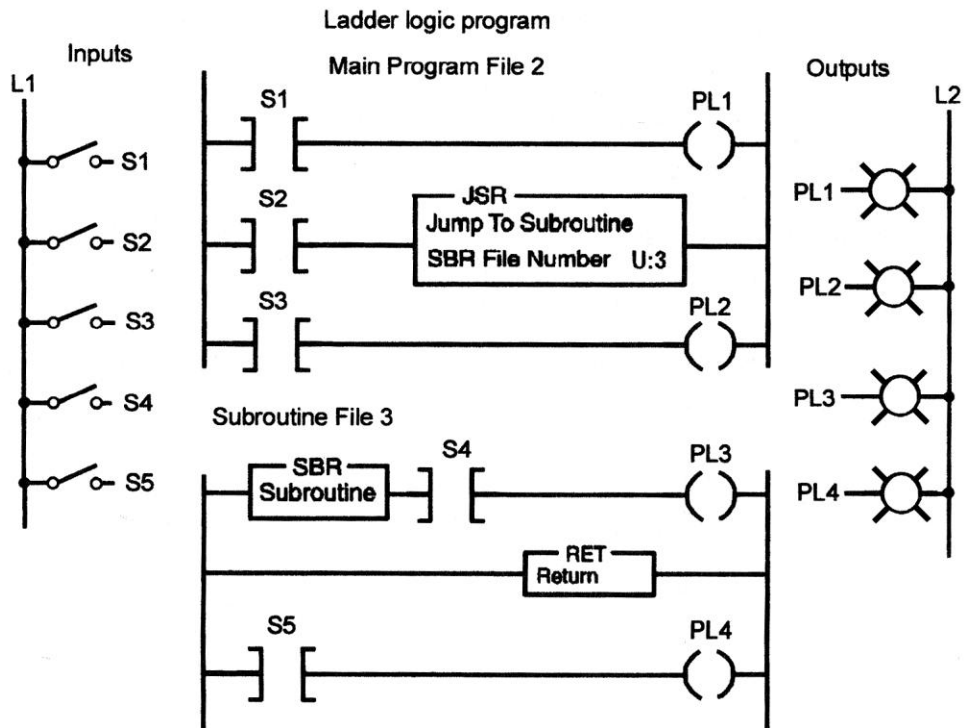 Ladder logic program
Inputs
Main Program File 2
Outputs
L1
L2
S1
PL1
S1
PL1
S2
JSR
Jump To Subroutine
SBR File Number U:3
S2
PL2
S3
PL2
S3
PL3
S4
Subroutine File 3
S4
PL3
SBR
Subroutine
S5
PL4
RET
Return
S5
PL4